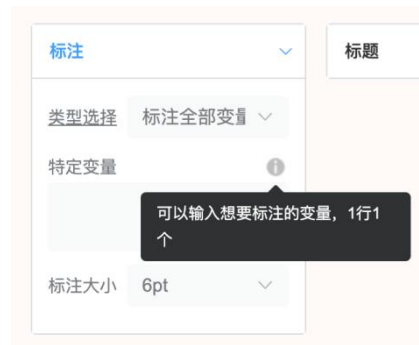 标注
标题
类型选择 标注全部变量
特定变量
可以输入想要标注的变量，1行1
个
标注大小 6pt